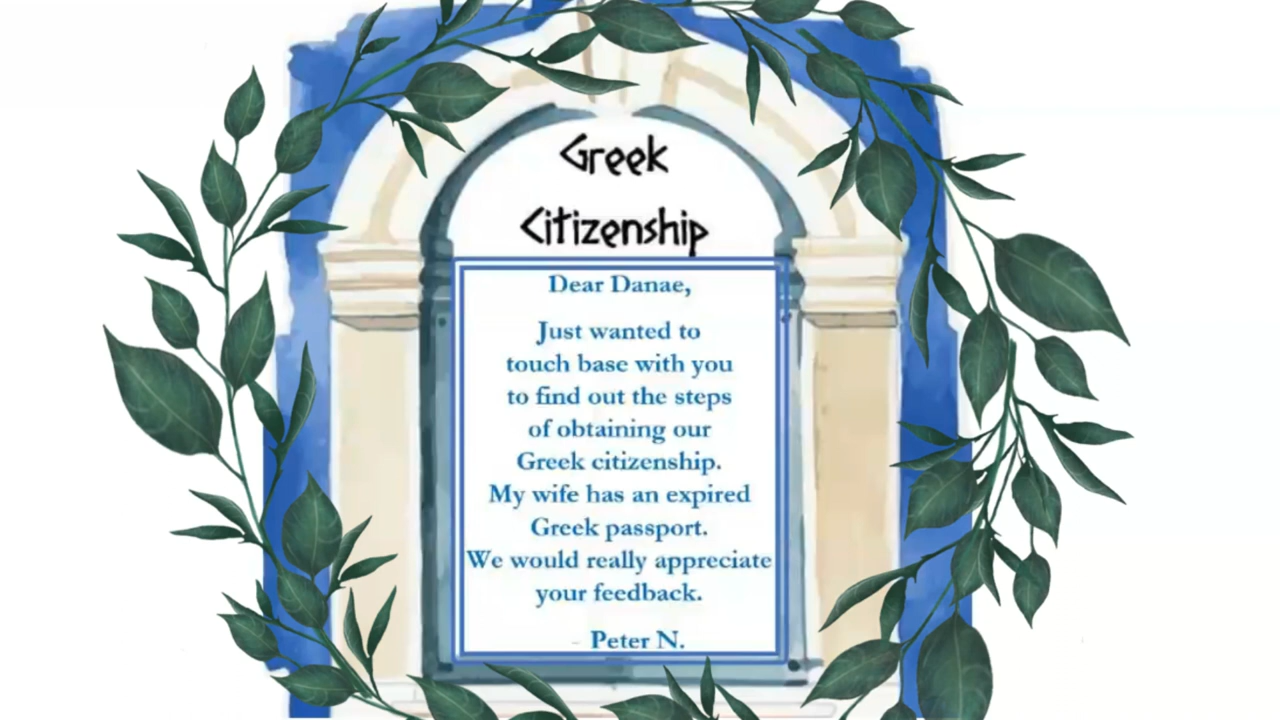 Greek
Citizenship
Dear Danae,
Just wanted to
touch base with you
to find out the steps
of obtaining our
Greek citizenship.
My wife has an expired
Greek passport.
We would really appreciate
your feedback.
- Peter N.